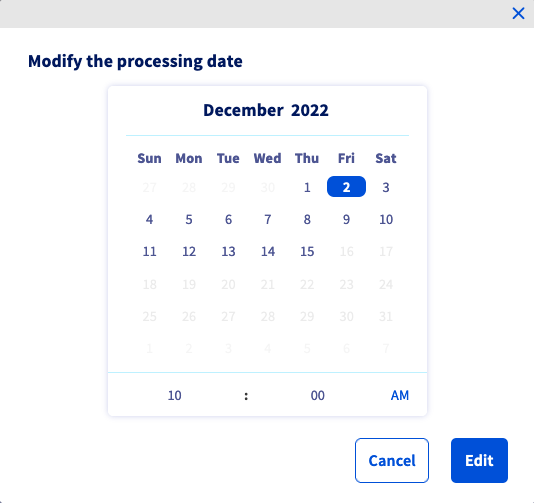 Modify the processing date
December 2022
Sun Mon Tue Wed Thu Fri Sat
27 28 29 30 1 2 3
4 5 6 7 8 9 10
11 12 13 14 15 16 17
18 19 20 21 22 23 24
25 26 27 28 29 30 31
1 2 3 4 5 6 7
10 : 00 AM
Cancel Edit